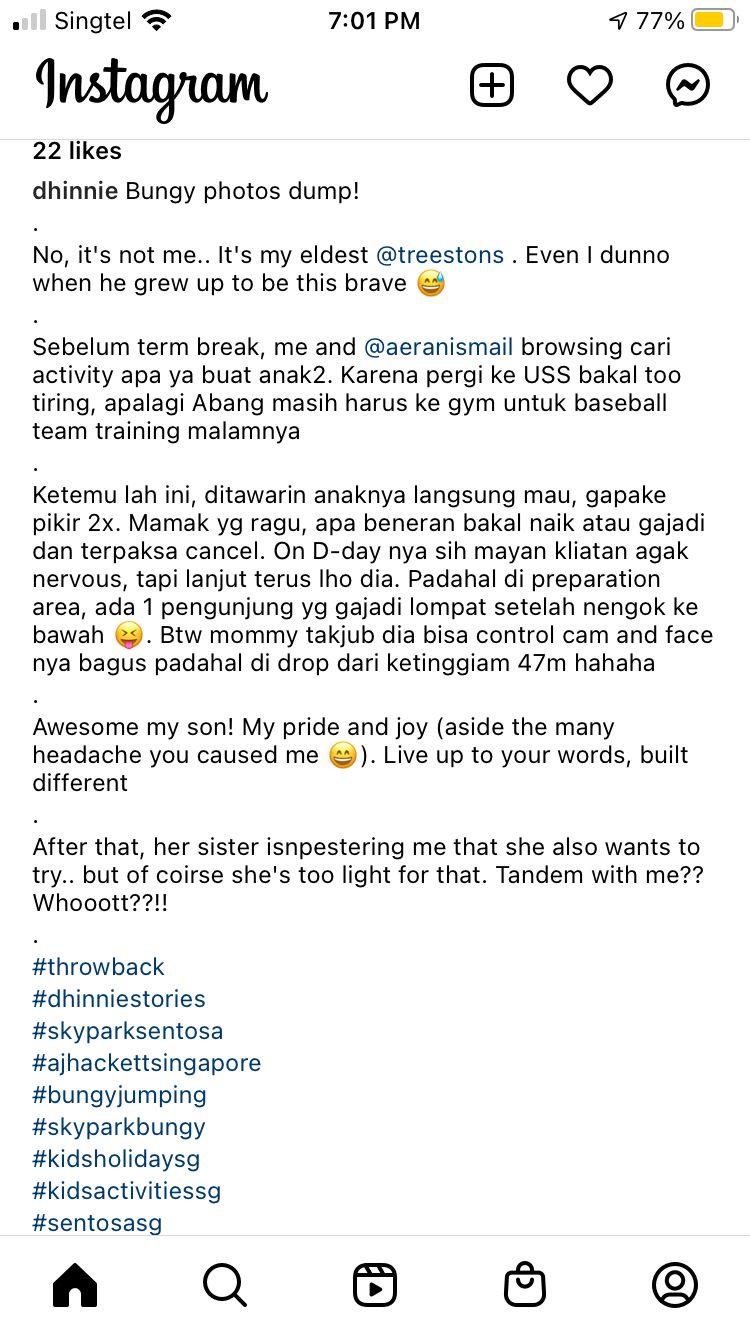 Singtel 7:01 PM 77%
Instagram
22 likes
dhinnie Bungy photos dump!
.
No, it's not me.. It's my eldest @treestons . Even I dunno
when he grew up to be this brave 😅
.
Sebelum term break, me and @aeranismail browsing cari
activity apa ya buat anak2. Karena pergi ke USS bakal too
tiring, apalagi Abang masih harus ke gym untuk baseball
team training malamnya
.
Ketemu lah ini, ditawarin anaknya langsung mau, gapake
pikir 2x. Mamak yg ragu, apa beneran bakal naik atau gajadi
dan terpaksa cancel. On D-day nya sih mayan kliatan agak
nervous, tapi lanjut terus lho dia. Padahal di preparation
area, ada 1 pengunjung yg gajadi lompat setelah nengok ke
bawah 😝. Btw mommy takjub dia bisa control cam and face
nya bagus padahal di drop dari ketinggiam 47m hahaha
.
Awesome my son! My pride and joy (aside the many
headache you caused me 😄). Live up to your words, built
different
.
After that, her sister isnpestering me that she also wants to
try.. but of coirse she's too light for that. Tandem with me??
Whooott??!!
.
#throwback
#dhinniestories
#skyparksentosa
#ajhackettsingapore
#bungyjumping
#skyparkbungy
#kidsholidaysg
#kidsactivitiessg
#sentosasg